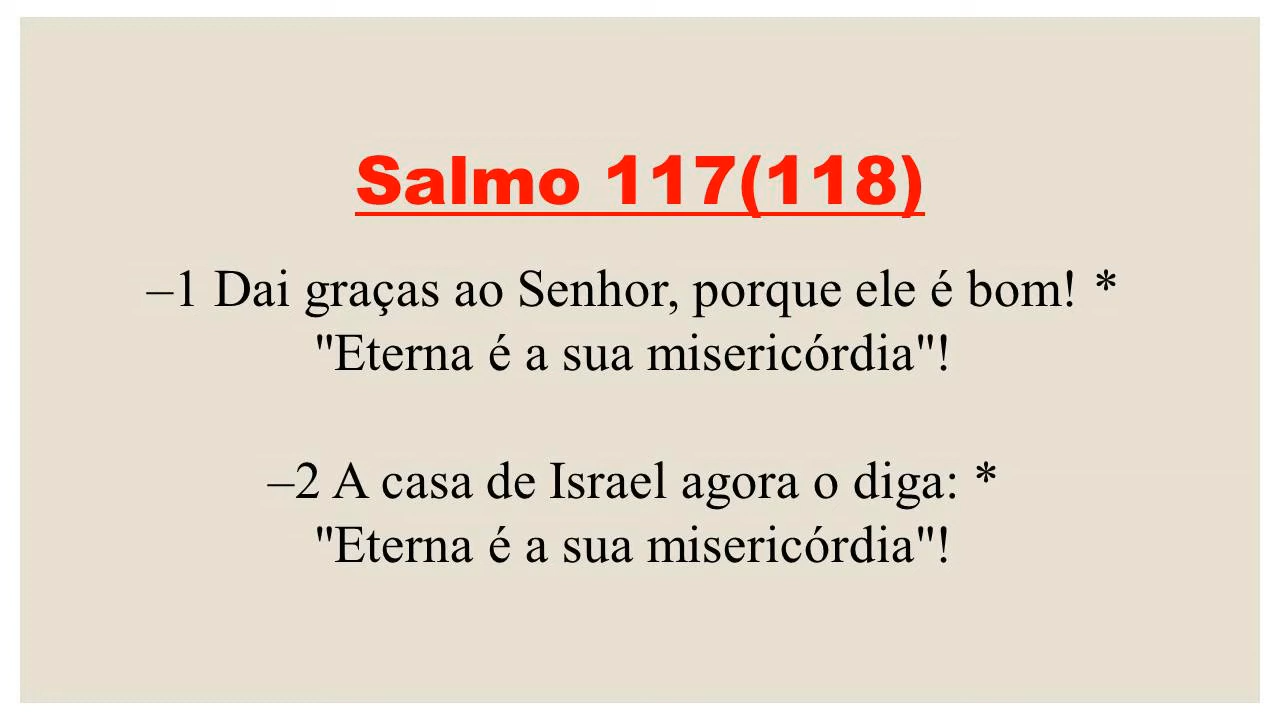 Salmo 117(118)
–1 Dai graças ao Senhor, porque ele é bom! *
"Eterna é a sua misericórdia"!
–2 A casa de Israel agora o diga: *
"Eterna é a sua misericórdia"!